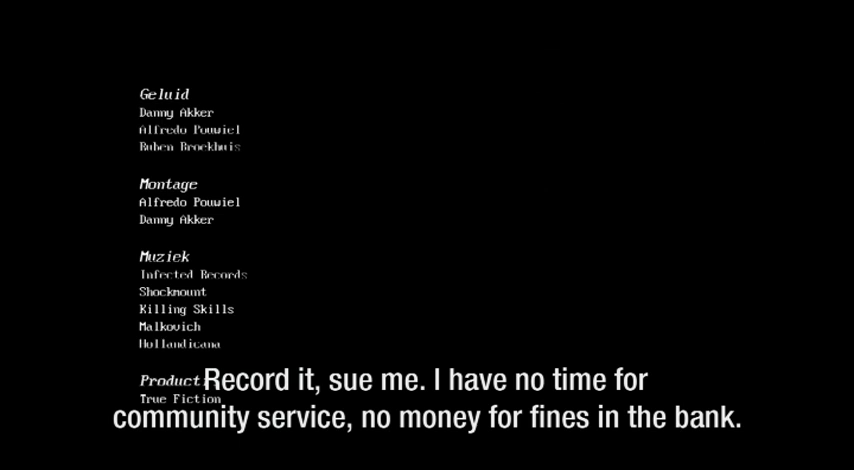 Geluid
Danny Akker
Alfredo Pouwiel
Ruben Broekhuis
Montage
Alfredo Pouwiel
Danny Akker
Muziek
Infected Records
Shockmount
Killing Skills
Malkovich
Hollandicana
True Fiction
Record it, sue me. I have no time for
community service, no money for fines in the bank.